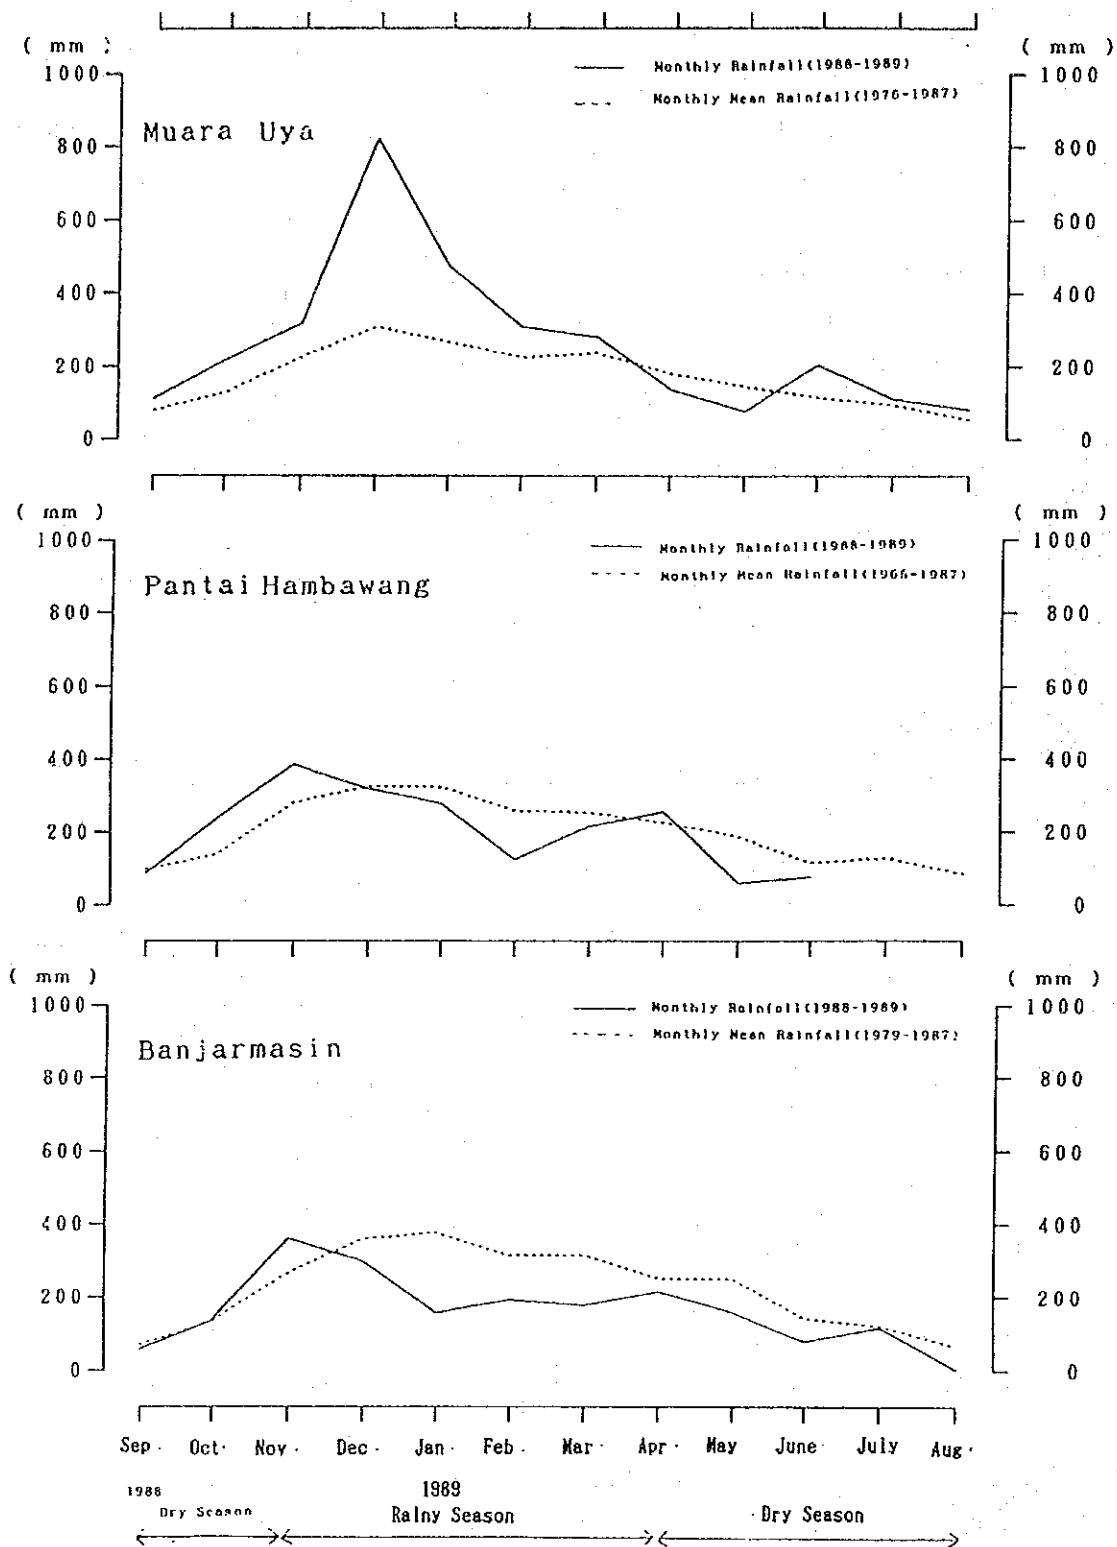 ( mm ) ( mm )
1000 Monthly Rainfall(1988-1989) 1000
Monthly Mean Rainfall(1976-1987)
Muara Uya
800 800
600 600
400 400
200 200
0 0
( mm ) ( mm )
1000 Monthly Rainfall(1988-1989) 1000
Monthly Mean Rainfall(1966-1987)
Pantai Hambawang
800 800
600 600
400 400
200 200
0 0
( mm ) ( mm )
1000 Monthly Rainfall(1988-1989) 1000
Monthly Mean Rainfall(1979-1987)
Banjarmasin
800 800
600 600
400 400
200 200
0 0
Sep. Oct. Nov. Dec. Jan. Feb. Mar. Apr. May June July Aug.
1988 1989
Dry Season Rainy Season Dry Season